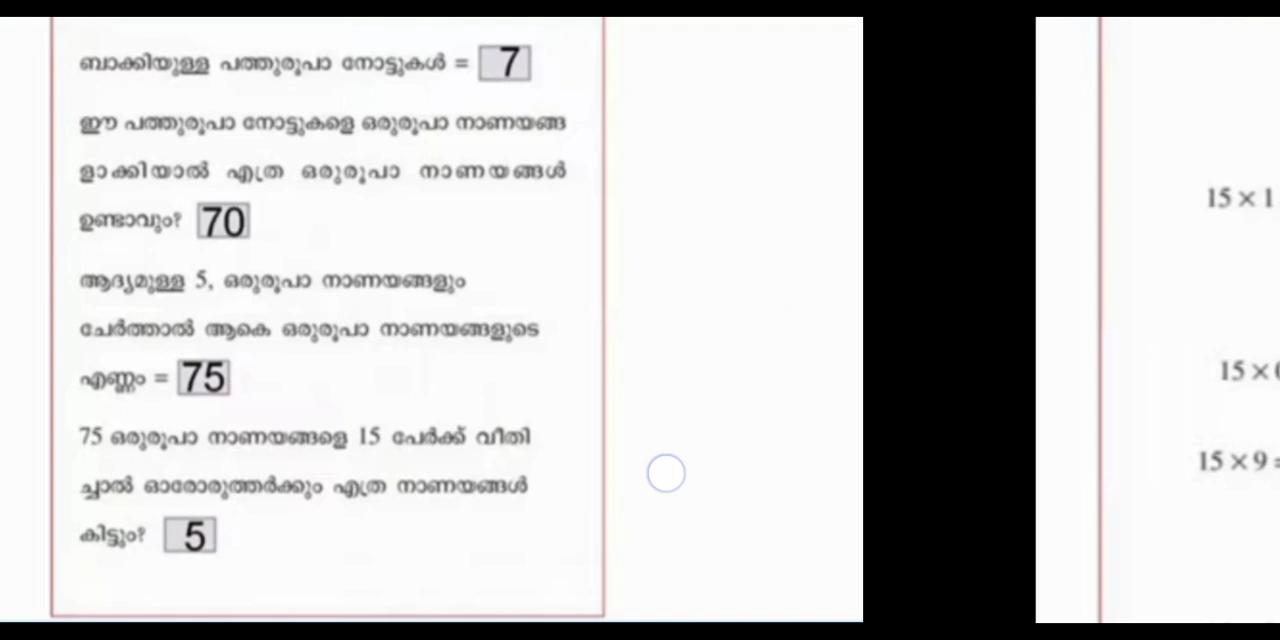 ബാക്കിയുള്ള പത്തുരൂപാ നോട്ടുകൾ = 7
ഈ പത്തുരൂപാ നോട്ടുകളെ ഒരുരൂപാ നാണയങ്ങ
ളാക്കിയാൽ എത്ര ഒരുരൂപാ നാണയങ്ങൾ
ഉണ്ടാവും? 70
ആദ്യമുള്ള 5, ഒരുരൂപാ നാണയങ്ങളും
ചേർത്താൽ ആകെ ഒരുരൂപാ നാണയങ്ങളുടെ
എണ്ണം = 75
75 ഒരുരൂപാ നാണയങ്ങളെ 15 പേർക്ക് വീതി
ച്ചാൽ ഓരോരുത്തർക്കും എത്ര നാണയങ്ങൾ
കിട്ടും? 5
15 × 1
15 ×
15 × 9 =